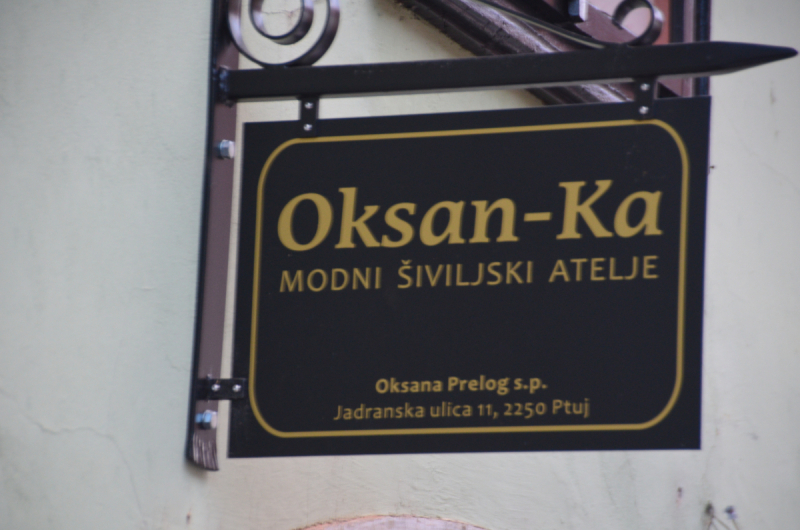 Oksan-Ka
MODNI ŠIVILJSKI ATELJE
Oksana Prelog s.p.
Jadranska ulica 11, 2250 Ptuj